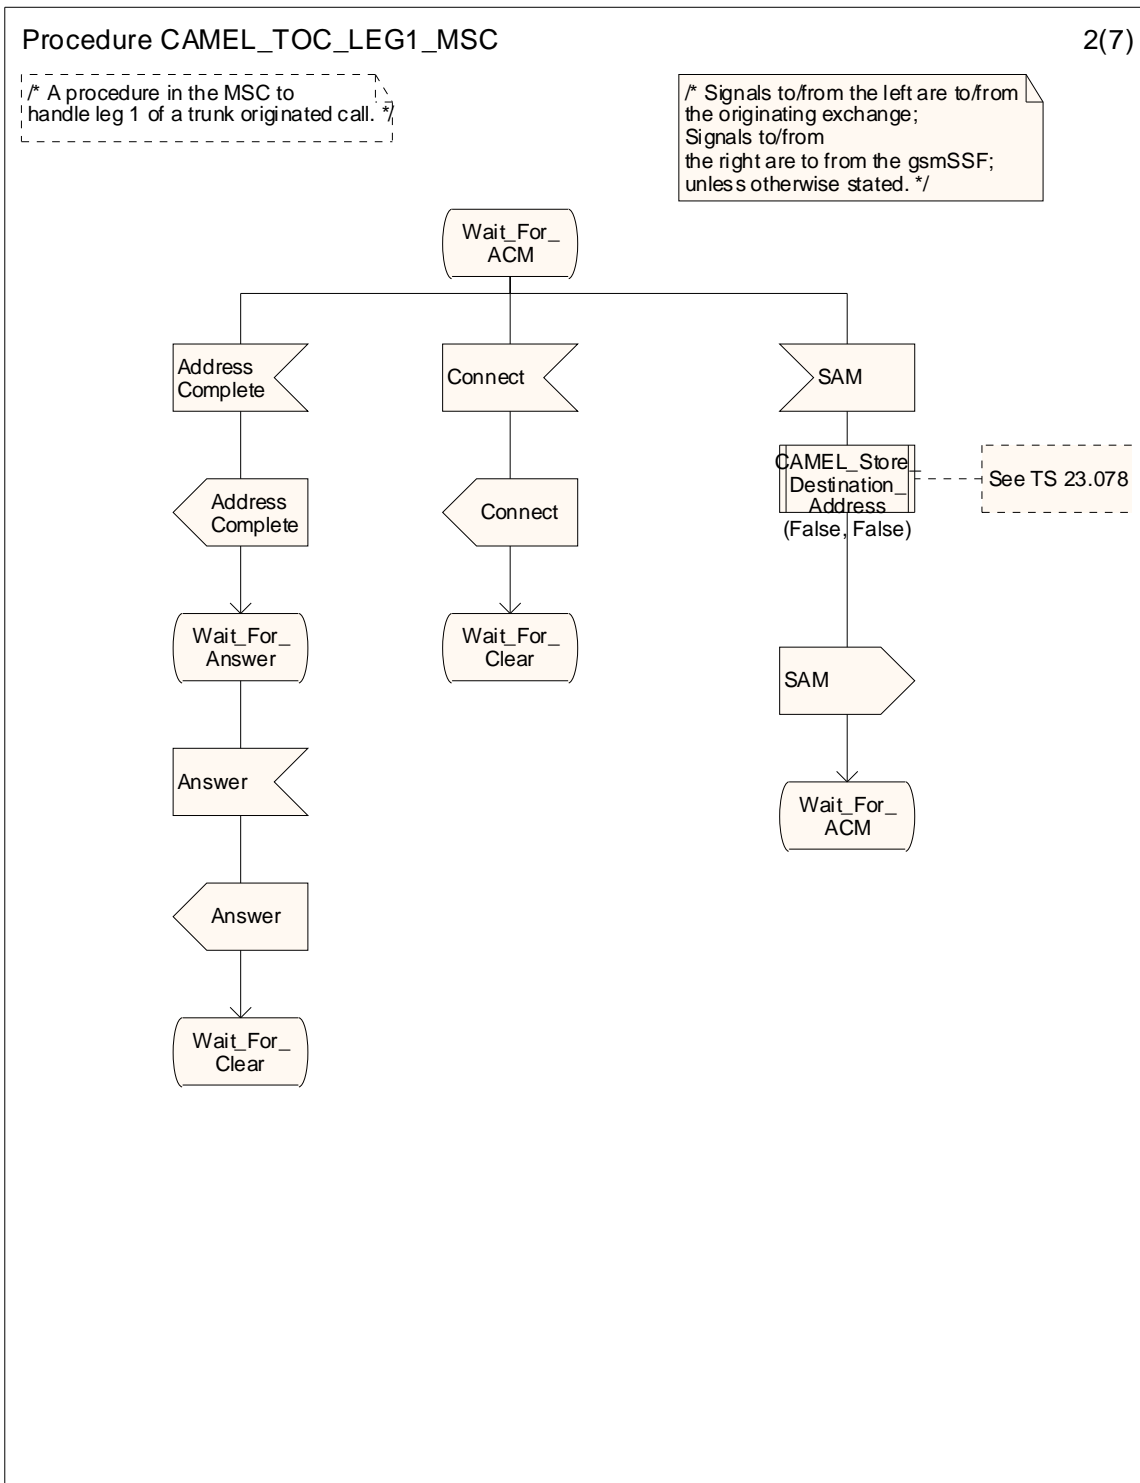 Procedure CAMEL_TOC_LEG1_MSC
2(7)
/* A procedure in the MSC to
handle leg 1 of a trunk originated call. */
/* Signals to/from the left are to/from
the originating exchange;
Signals to/from
the right are to from the gsmSSF;
unless otherwise stated. */
Wait_For_
ACM
Address
Complete
Connect
SAM
CAMEL_Store_
Destination_
Address
(False, False)
See TS 23.078
Address
Complete
Connect
Wait_For_
Answer
Wait_For_
Clear
SAM
Answer
Wait_For_
ACM
Answer
Wait_For_
Clear